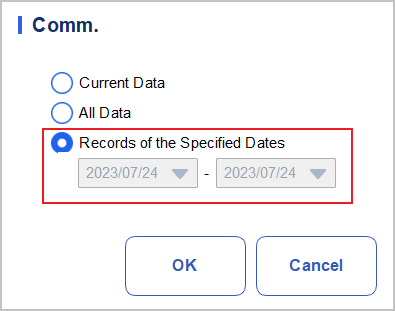 Comm.
Current Data
All Data
Records of the Specified Dates
2023/07/24 - 2023/07/24
OK Cancel